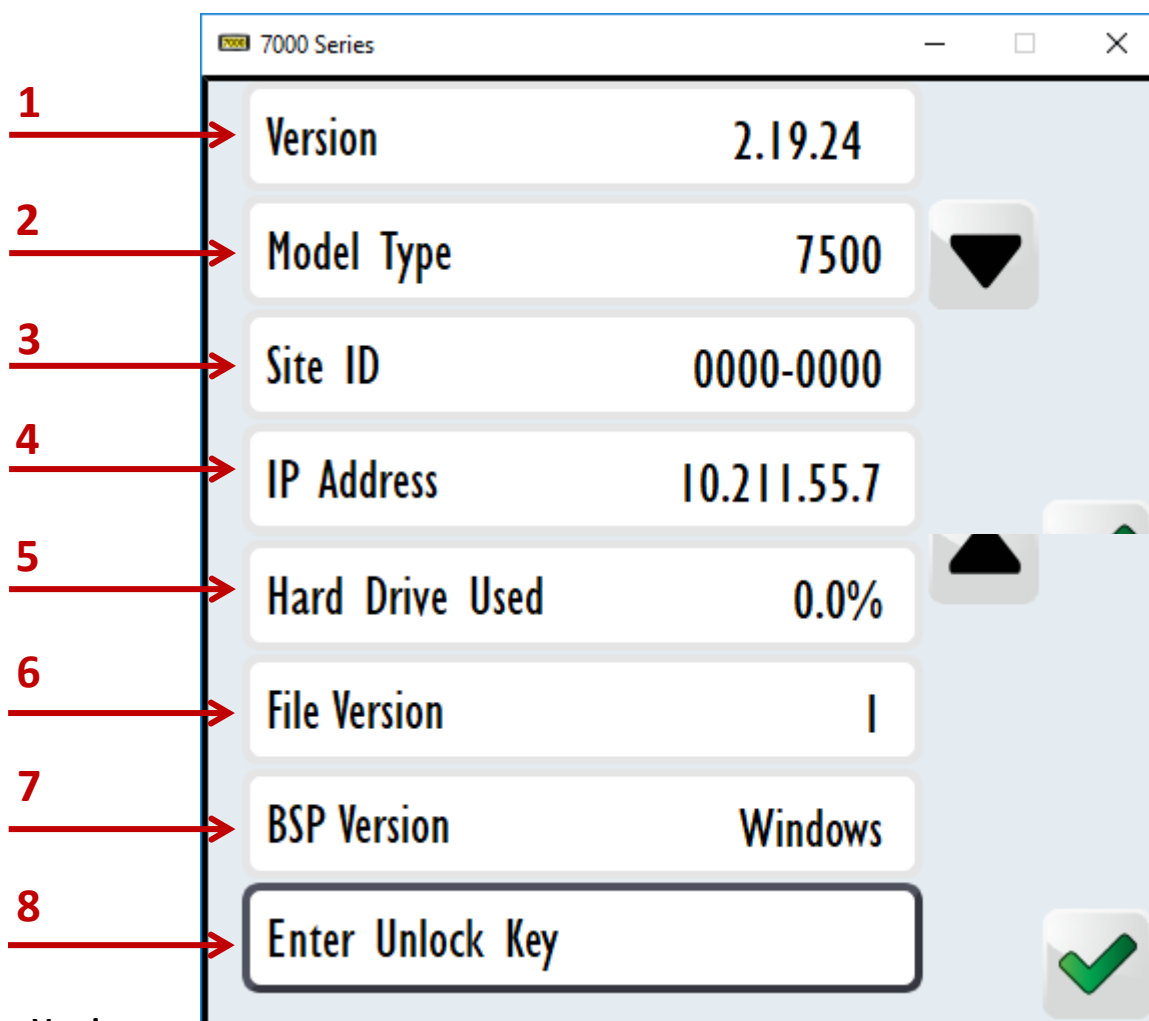 7000 7000 Series
1 Version 2.19.24
2 Model Type 7500
3 Site ID 0000-0000
4 IP Address 10.211.55.7
5 Hard Drive Used 0.0%
6 File Version 1
7 BSP Version Windows
8 Enter Unlock Key